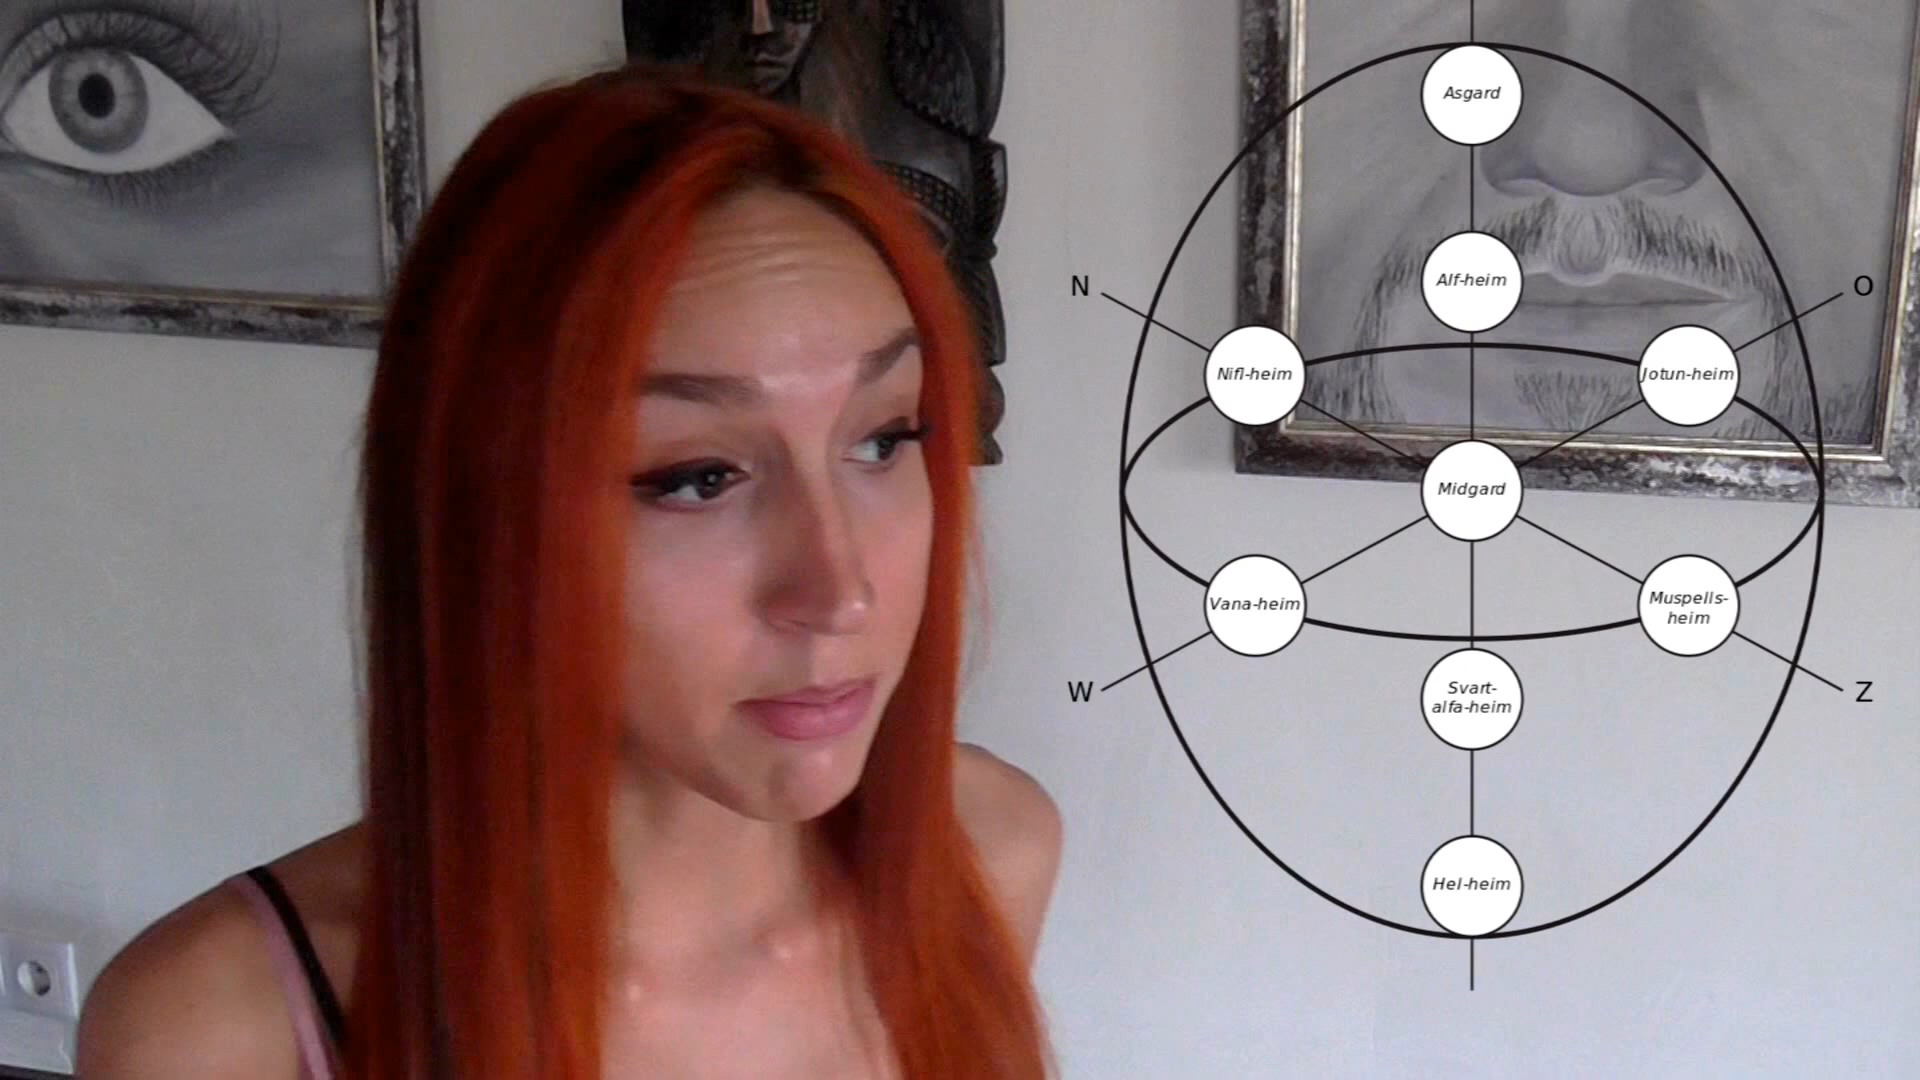 Asgard
Alf-heim
N
O
Nifl-heim
Jotun-heim
Midgard
Vana-heim
Muspells-
heim
W
Z
Svart-
alfa-heim
Hel-heim